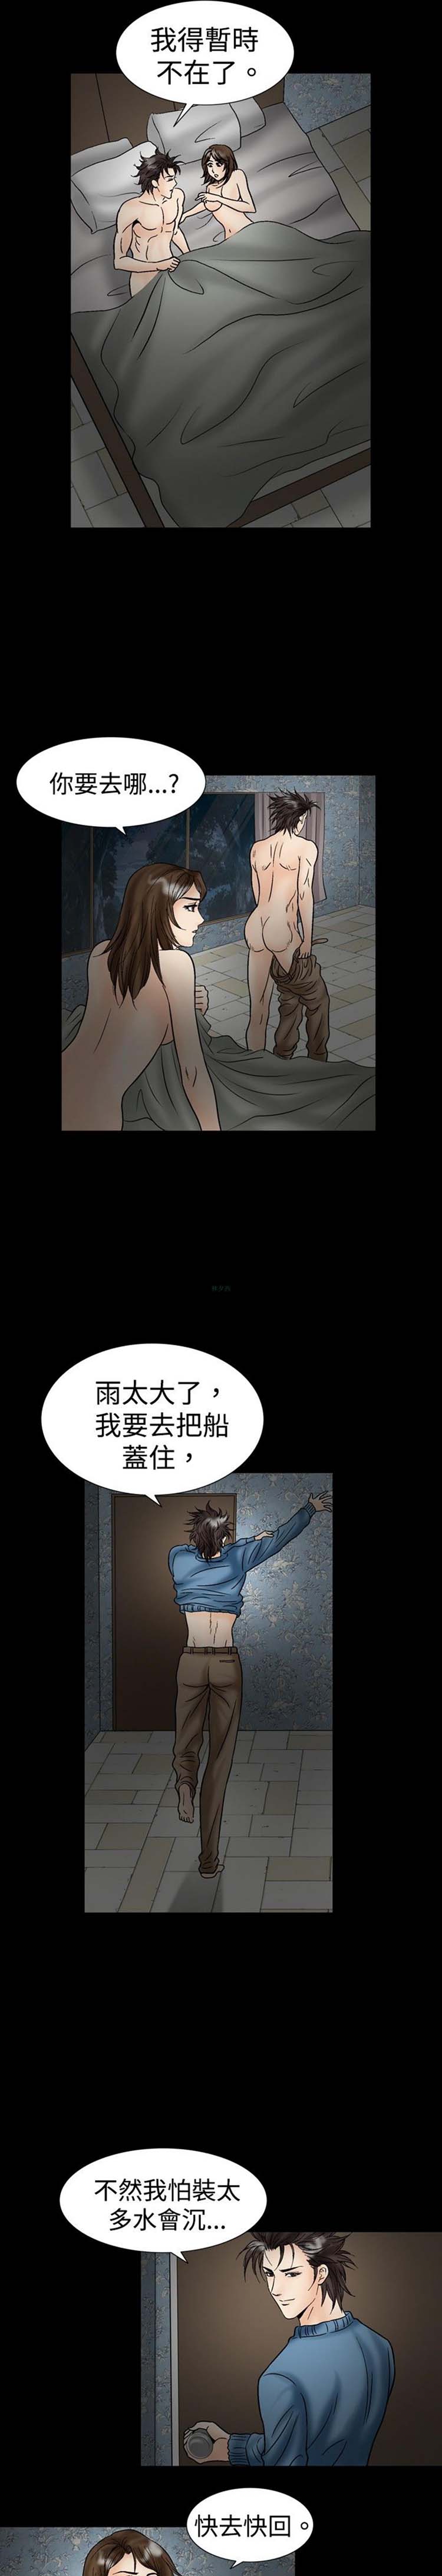 我得暫時
不在了。
你要去哪...?
雨太大了，
我要去把船
蓋住，
不然我怕裝太
多水會沉...
快去快回。